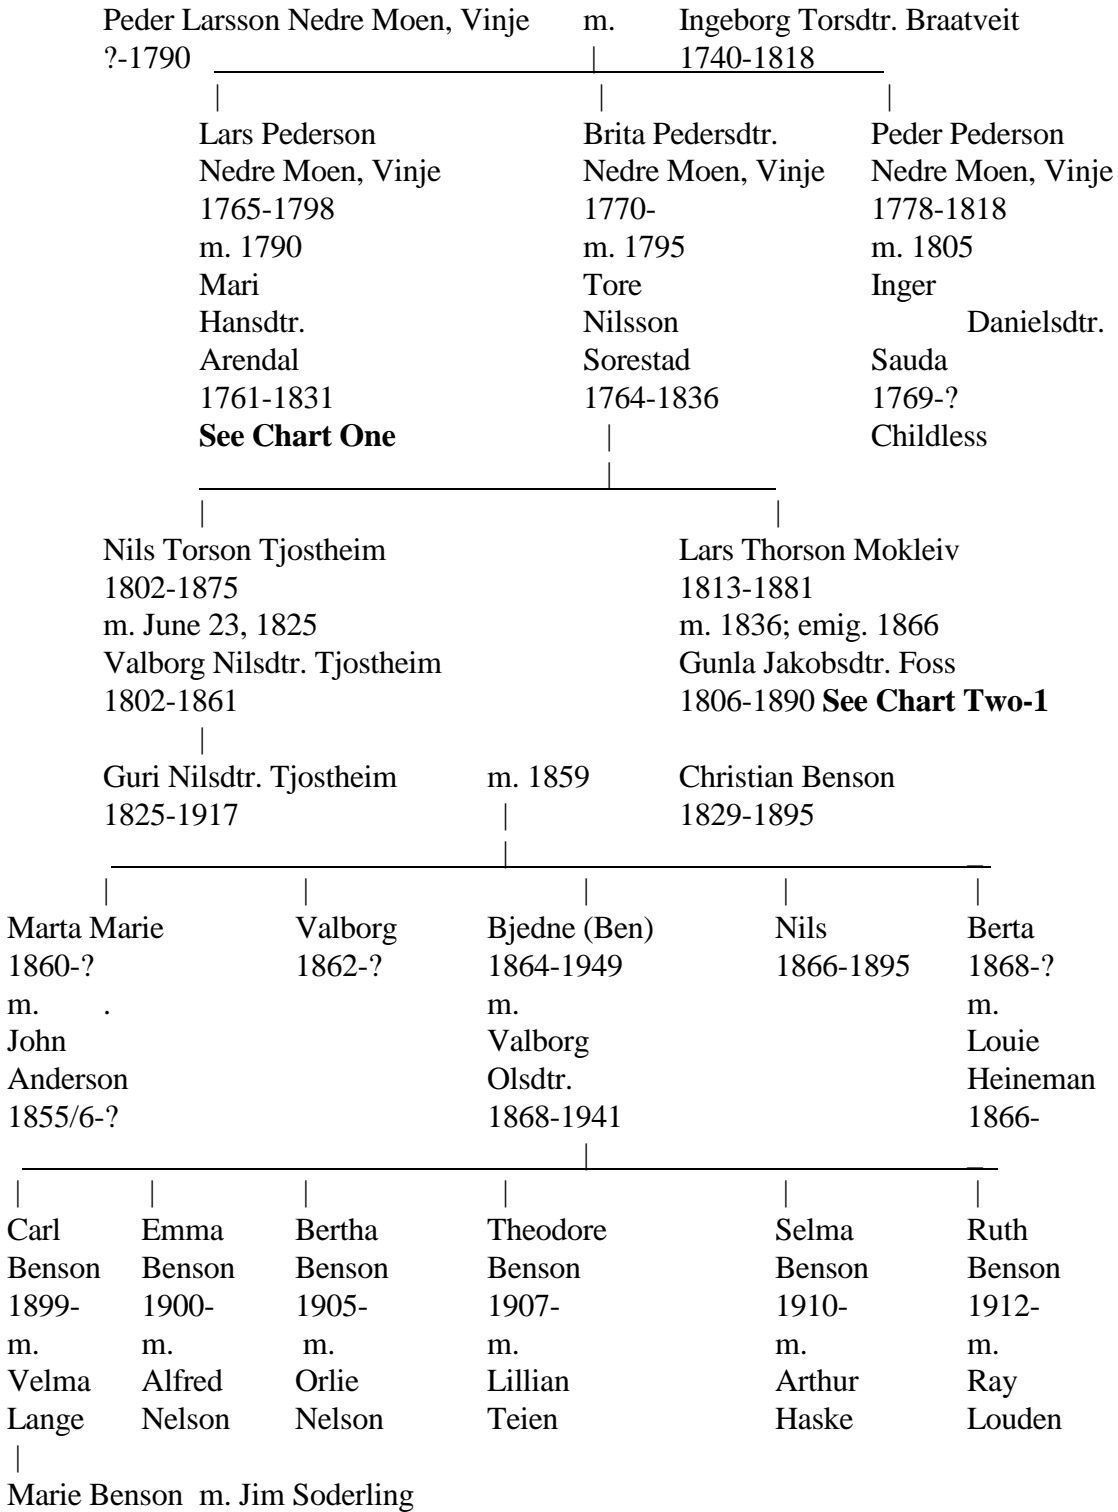 Peder Larsson Nedre Moen, Vinje m. Ingeborg Torsdtr. Braatveit
?-1790 | 1740-1818
| | |
Lars Pederson Brita Pedersdtr. Peder Pederson
Nedre Moen, Vinje Nedre Moen, Vinje Nedre Moen, Vinje
1765-1798 1770- 1778-1818
m. 1790 m. 1795 m. 1805
Mari Tore Inger
Hansdtr. Nilsson Danielsdtr.
Arendal Sorestad Sauda
1761-1831 1764-1836 1769-?
See Chart One | Childless
|
| |
Nils Torson Tjostheim Lars Thorson Mokleiv
1802-1875 1813-1881
m. June 23, 1825 m. 1836; emig. 1866
Valborg Nilsdtr. Tjostheim Gunla Jakobsdtr. Foss
1802-1861 1806-1890 See Chart Two-1
|
Guri Nilsdtr. Tjostheim m. 1859 Christian Benson
1825-1917 | 1829-1895
|
| | | | |
Marta Marie Valborg Bjedne (Ben) Nils Berta
1860-? 1862-? 1864-1949 1866-1895 1868-?
m. . m. m.
John Valborg Louie
Anderson Olsdtr. Heineman
1855/6-? 1868-1941 1866-
|
| | | | | |
Carl Emma Bertha Theodore Selma Ruth
Benson Benson Benson Benson Benson Benson
1899- 1900- 1905- 1907- 1910- 1912-
m. m. m. m. m. m.
Velma Alfred Orlie Lillian Arthur Ray
Lange Nelson Nelson Teien Haske Louden
|
Marie Benson m. Jim Soderling